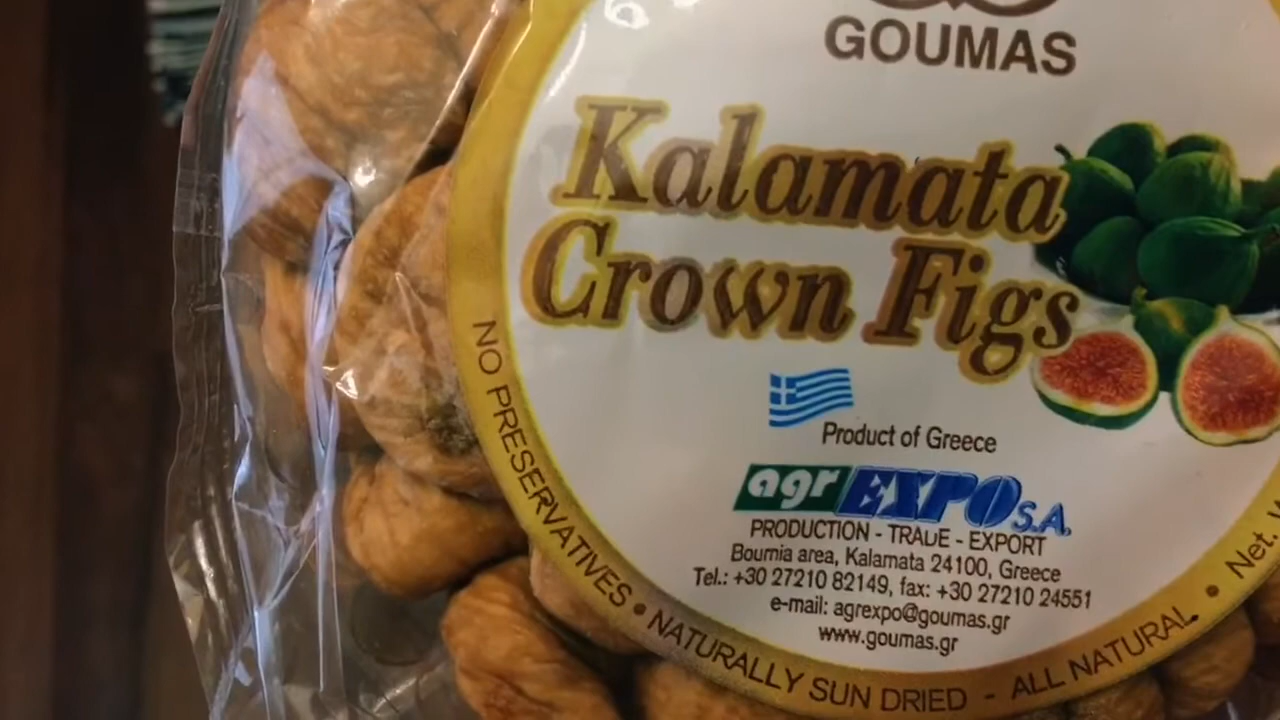 GOUMAS
Kalamata
Crown Figs
Product of Greece
agrEXPO S.A.
PRODUCTION - TRADE - EXPORT
Bournia area, Kalamata 24100, Greece
Tel.: +30 27210 82149, fax: +30 27210 24551
e-mail: agrexpo@goumas.gr
www.goumas.gr
NO PRESERVATIVES • NATURALLY SUN DRIED - ALL NATURAL • Net.